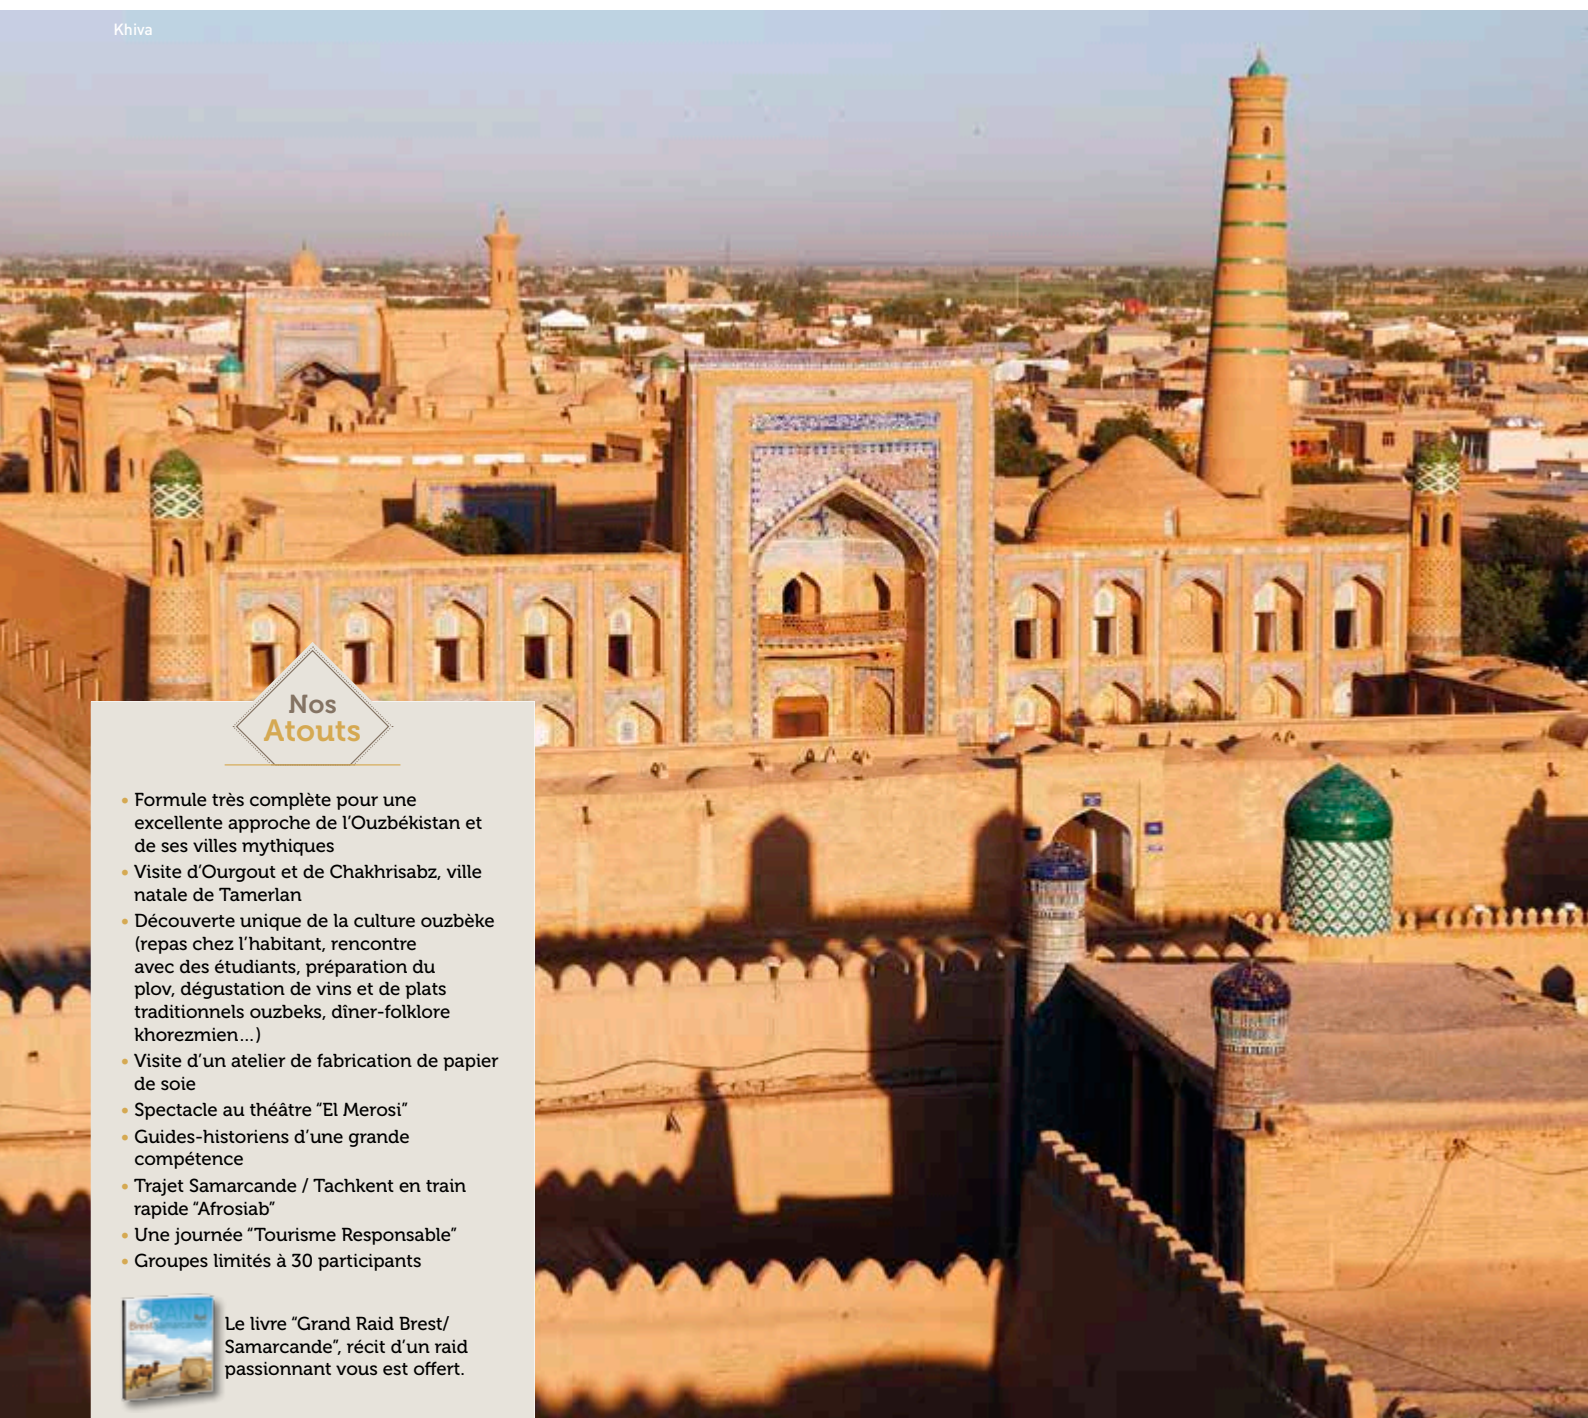 Khiva
Nos
Atouts
• Formule très complète pour une
excellente approche de l’Ouzbékistan et
de ses villes mythiques
• Visite d’Ourgout et de Chakhrisabz, ville
natale de Tamerlan
• Découverte unique de la culture ouzbèke
(repas chez l’habitant, rencontre
avec des étudiants, préparation du
plov, dégustation de vins et de plats
traditionnels ouzbeks, dîner-folklore
khorezmien…)
• Visite d’un atelier de fabrication de papier
de soie
• Spectacle au théâtre “El Merosi”
• Guides-historiens d’une grande
compétence
• Trajet Samarcande / Tachkent en train
rapide “Afrosiab”
• Une journée “Tourisme Responsable”
• Groupes limités à 30 participants
GRAND
Brest Samarcande
Le livre “Grand Raid Brest/
Samarcande”, récit d’un raid
passionnant vous est offert.